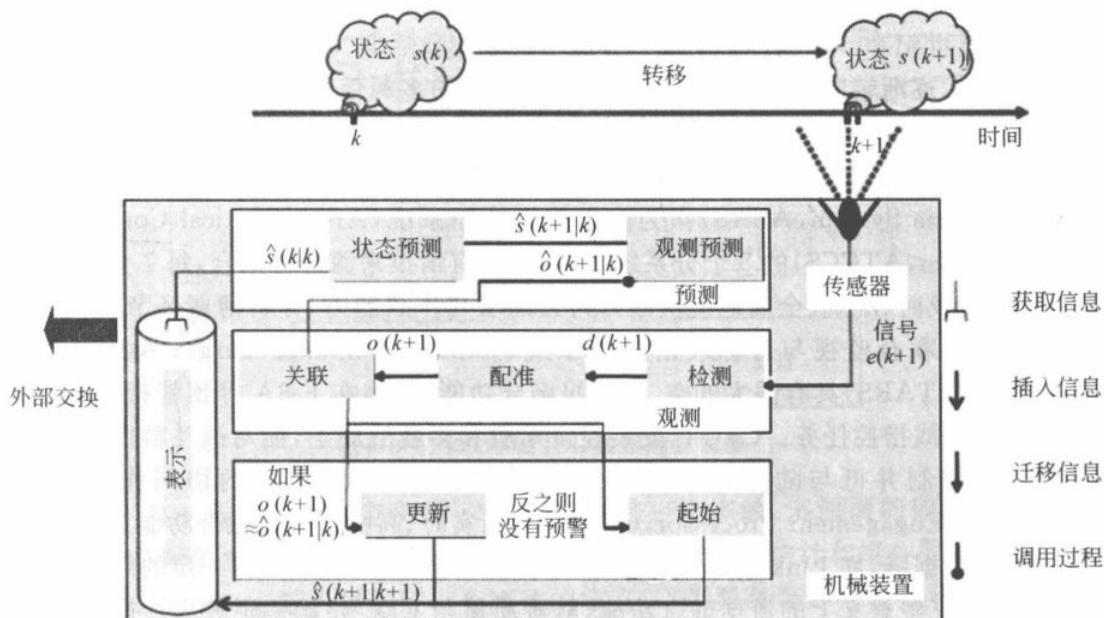 状态 s(k)
转移
状态 s(k+1)
k
k+1
时间
ŝ(k|k)
状态预测
ŝ(k+1|k)
观测预测
ô(k+1|k)
预测
传感器
信号
e(k+1)
关联
o(k+1)
配准
d(k+1)
检测
观测
外部交换
表示
如果
o(k+1)
≈ô(k+1|k)
更新
反之则
没有预警
起始
ŝ(k+1|k+1)
机械装置
获取信息
插入信息
迁移信息
调用过程